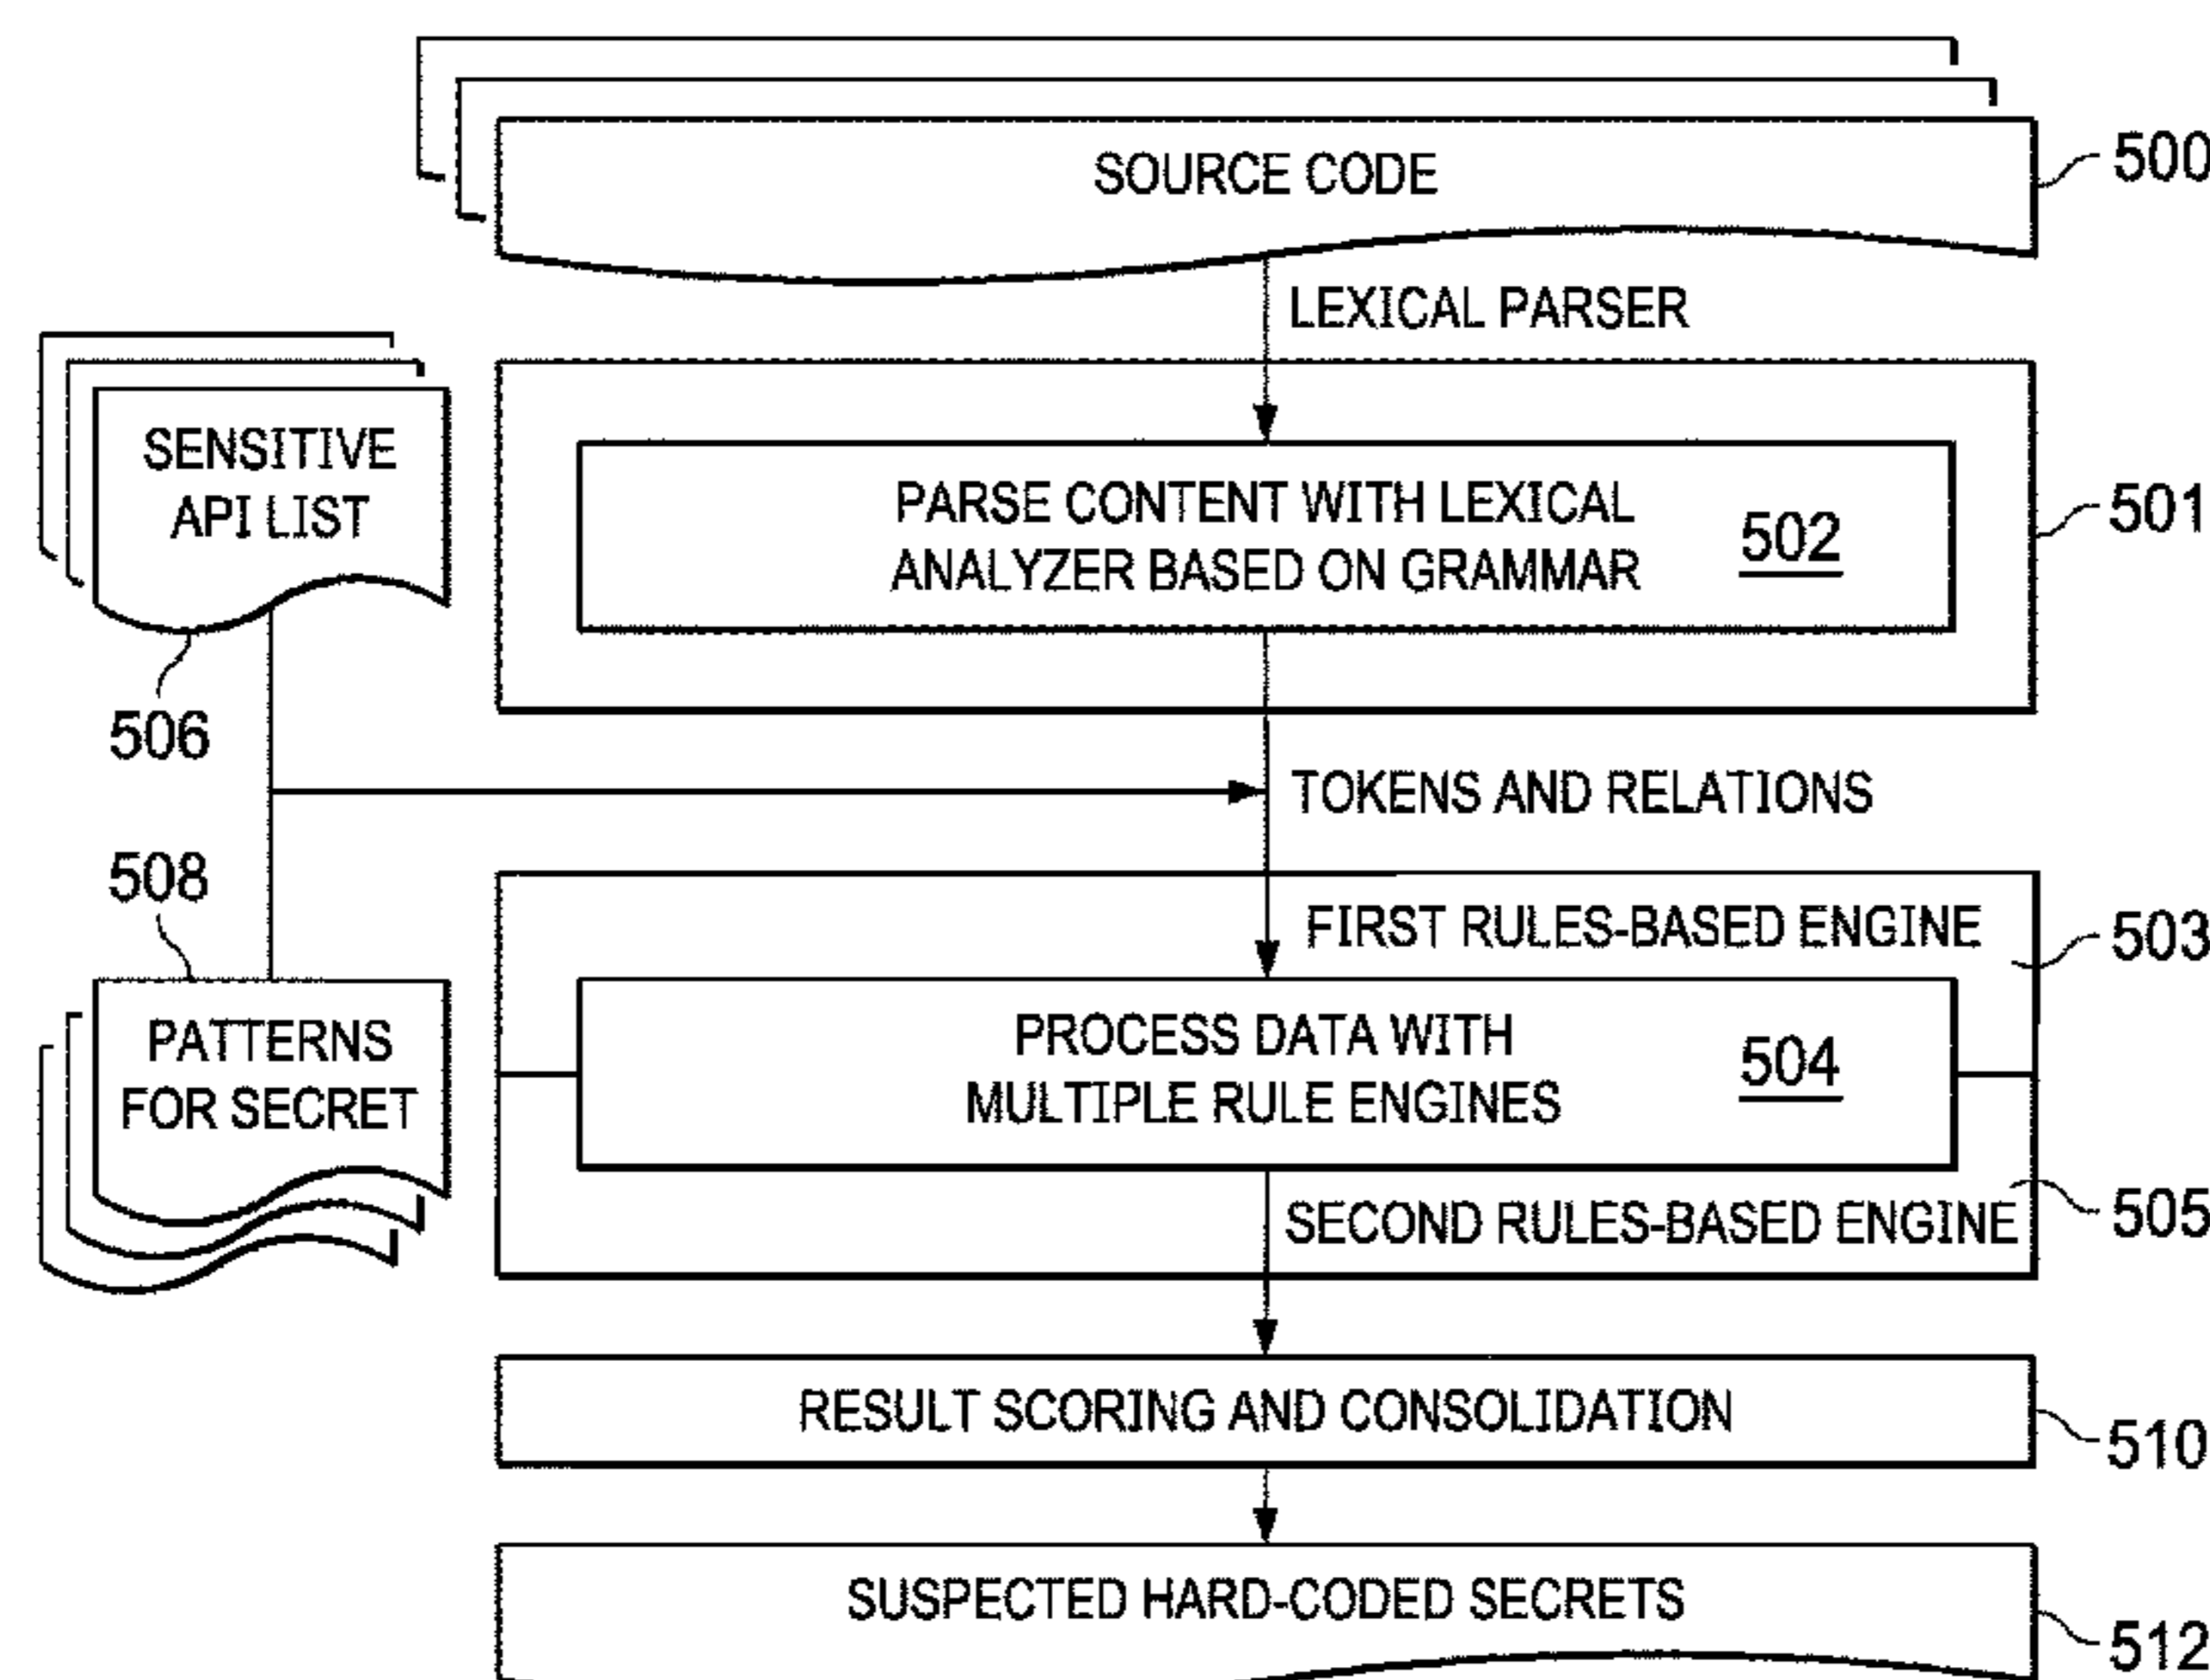 SOURCE CODE
500
LEXICAL PARSER
SENSITIVE
API LIST
506
PARSE CONTENT WITH LEXICAL
ANALYZER BASED ON GRAMMAR
502
501
TOKENS AND RELATIONS
508
PATTERNS
FOR SECRET
FIRST RULES-BASED ENGINE
503
PROCESS DATA WITH
MULTIPLE RULE ENGINES
504
SECOND RULES-BASED ENGINE
505
RESULT SCORING AND CONSOLIDATION
510
SUSPECTED HARD-CODED SECRETS
512